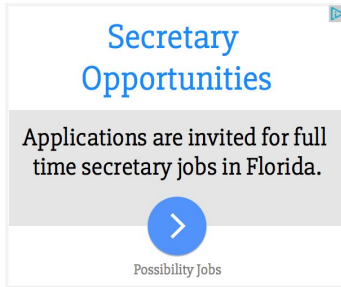 Secretary
Opportunities
Applications are invited for full
time secretary jobs in Florida.
Possibility Jobs